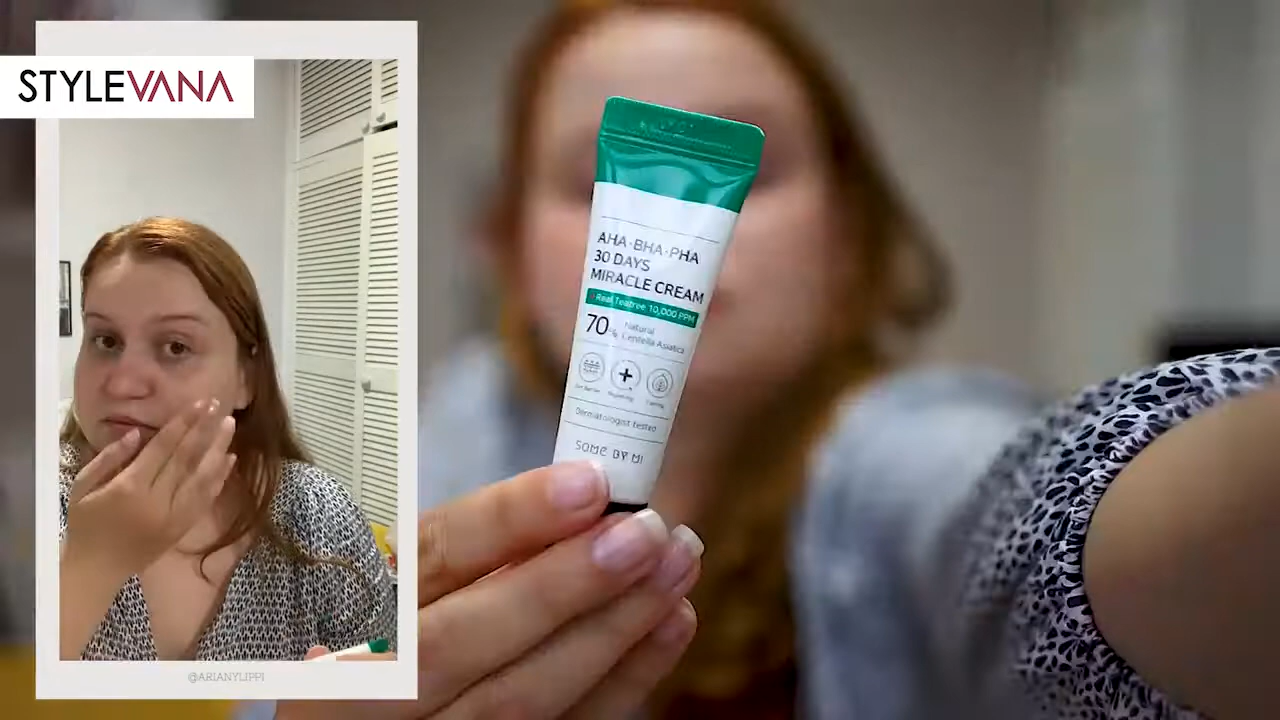 STYLEVANA
AHA·BHA·PHA
30 DAYS
MIRACLE CREAM
Real Teatree 10,000 PPM
70% Natural
Centella Asiatica
Dermatologist tested
SOME BY MI
@ARIANYLIPPI